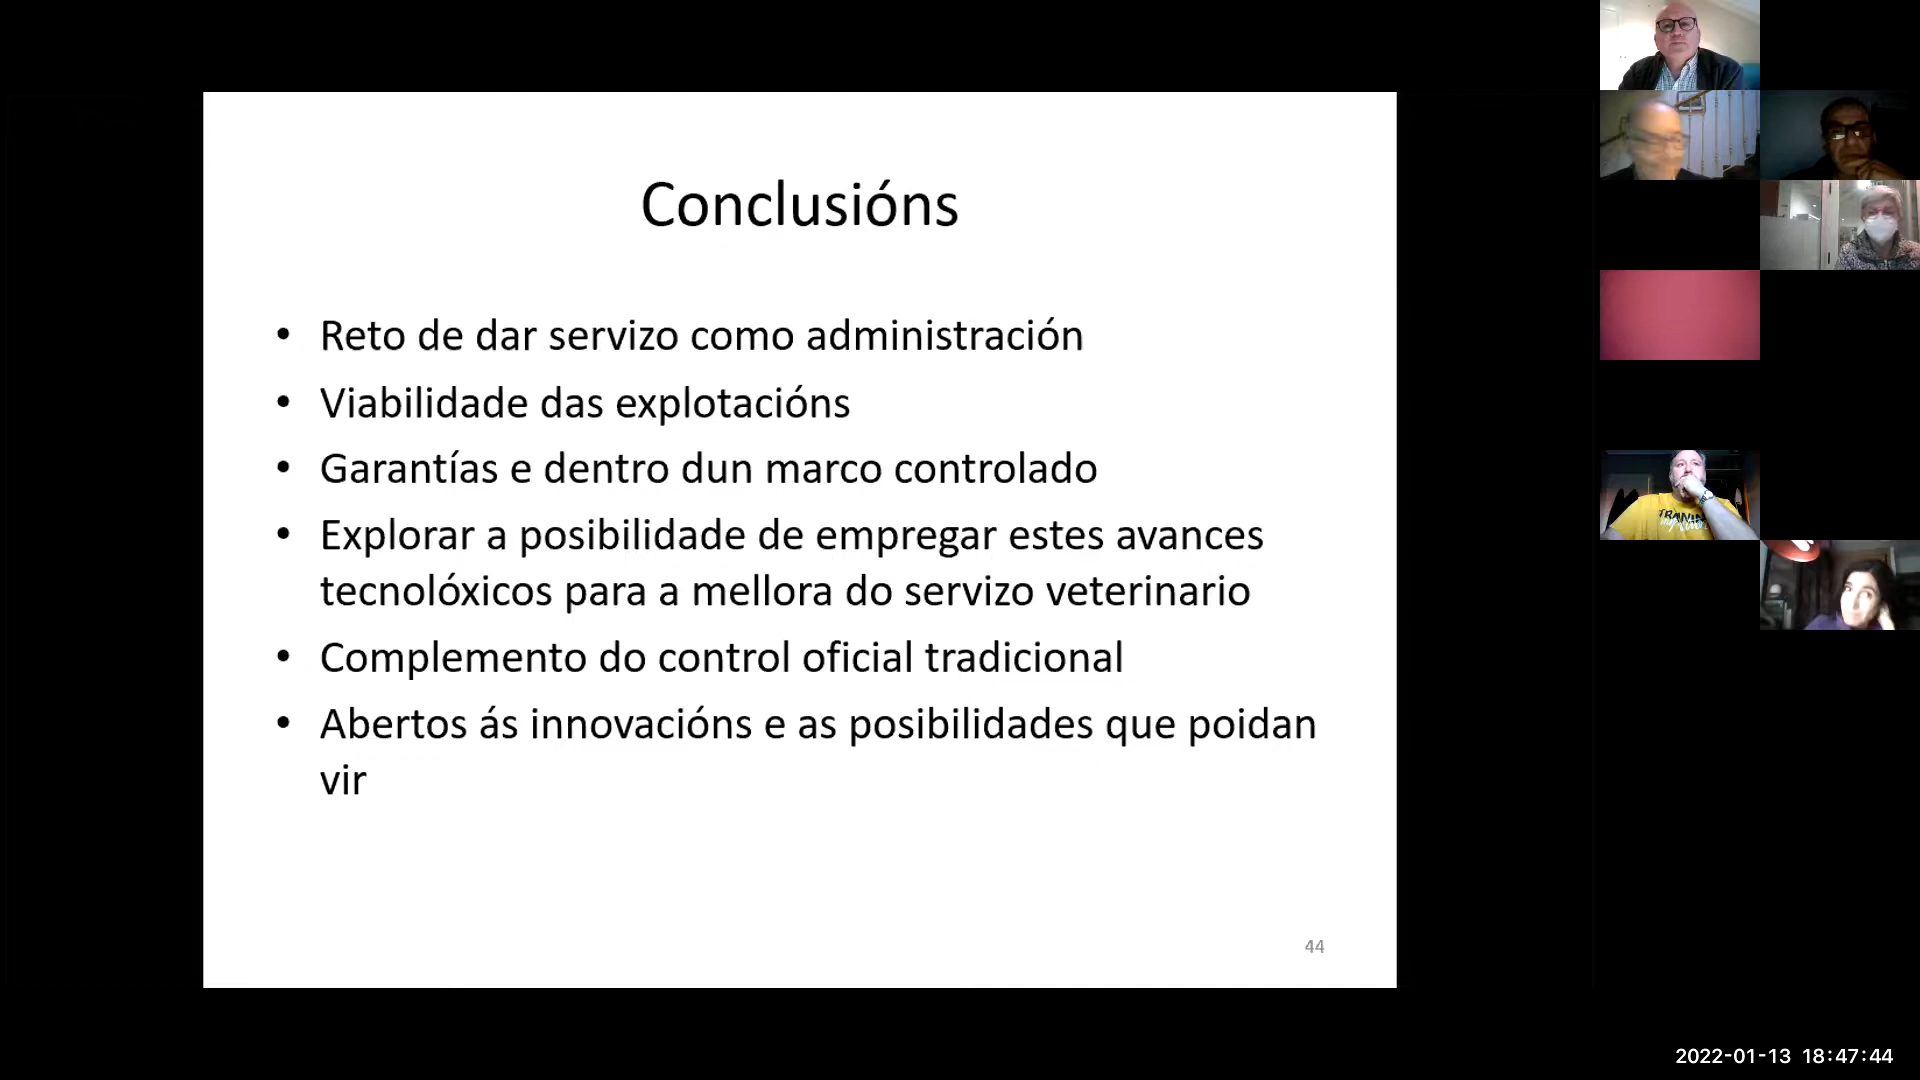 Conclusións
• Reto de dar servizo como administración
• Viabilidade das explotacións
• Garantías e dentro dun marco controlado
• Explorar a posibilidade de empregar estes avances
tecnolóxicos para a mellora do servizo veterinario
• Complemento do control oficial tradicional
• Abertos ás innovacións e as posibilidades que poidan
vir
44
2022-01-13 18:47:44